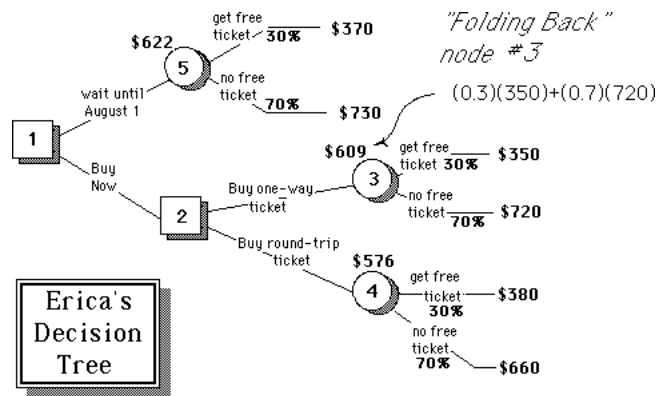 get free
ticket 30% $370
$622
5
no free
ticket
70% $730
wait until
August 1
1
Buy
Now
2
"Folding Back"
node #3
(0.3)(350)+(0.7)(720)
$609
3
get free
ticket 30% $350
no free
ticket 70% $720
Buy one-way
ticket
Buy round-trip
ticket
$576
4
get free
ticket $380
30%
no free
ticket
70% $660
Erica's
Decision
Tree